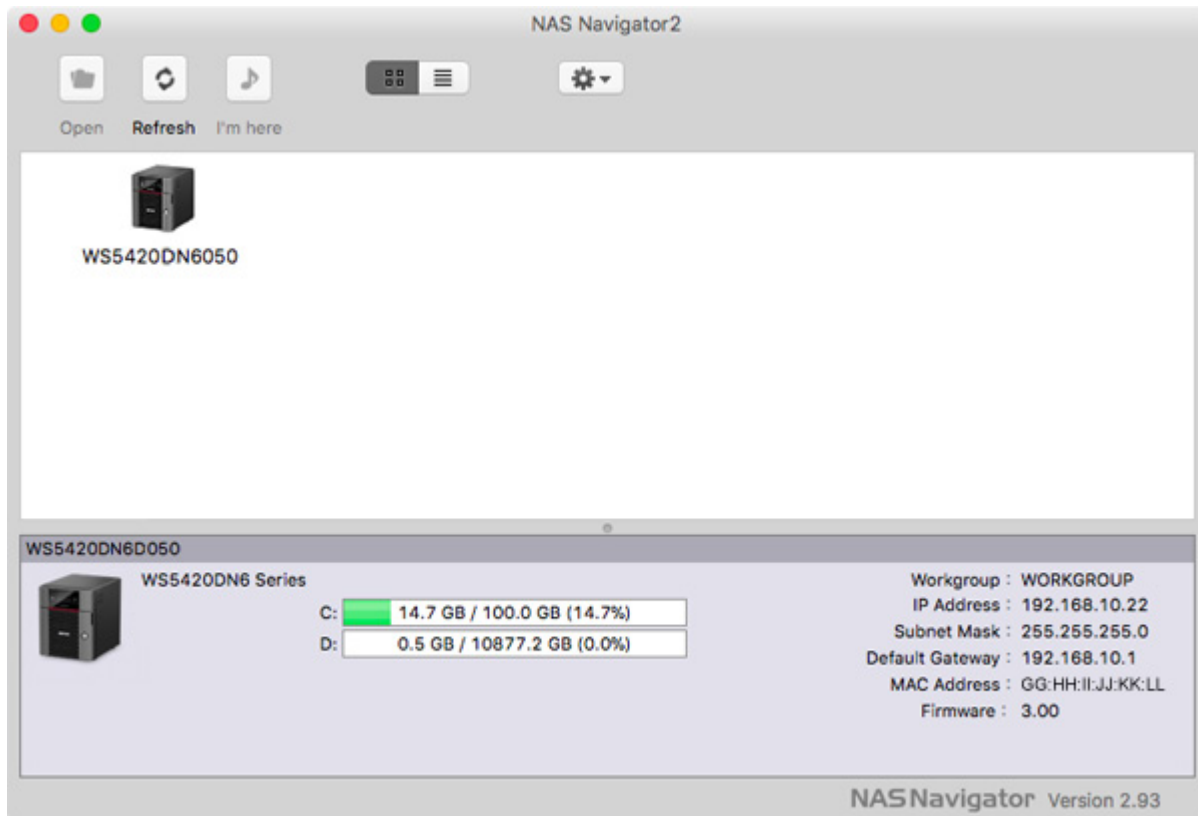 NAS Navigator2
Open Refresh I'm here
WS5420DN6050
WS5420DN6D050
WS5420DN6 Series
C: 14.7 GB / 100.0 GB (14.7%)
D: 0.5 GB / 10877.2 GB (0.0%)
Workgroup : WORKGROUP
IP Address : 192.168.10.22
Subnet Mask : 255.255.255.0
Default Gateway : 192.168.10.1
MAC Address : GG:HH:II:JJ:KK:LL
Firmware : 3.00
NASNavigator Version 2.93